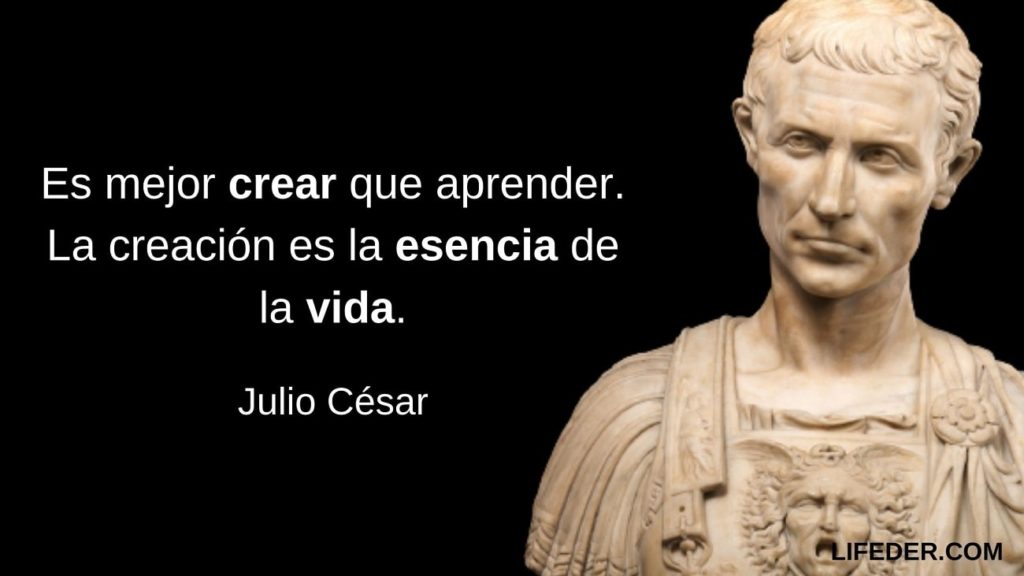 Es mejor crear que aprender.
La creación es la esencia de
la vida.
Julio César
LIFEDER.COM